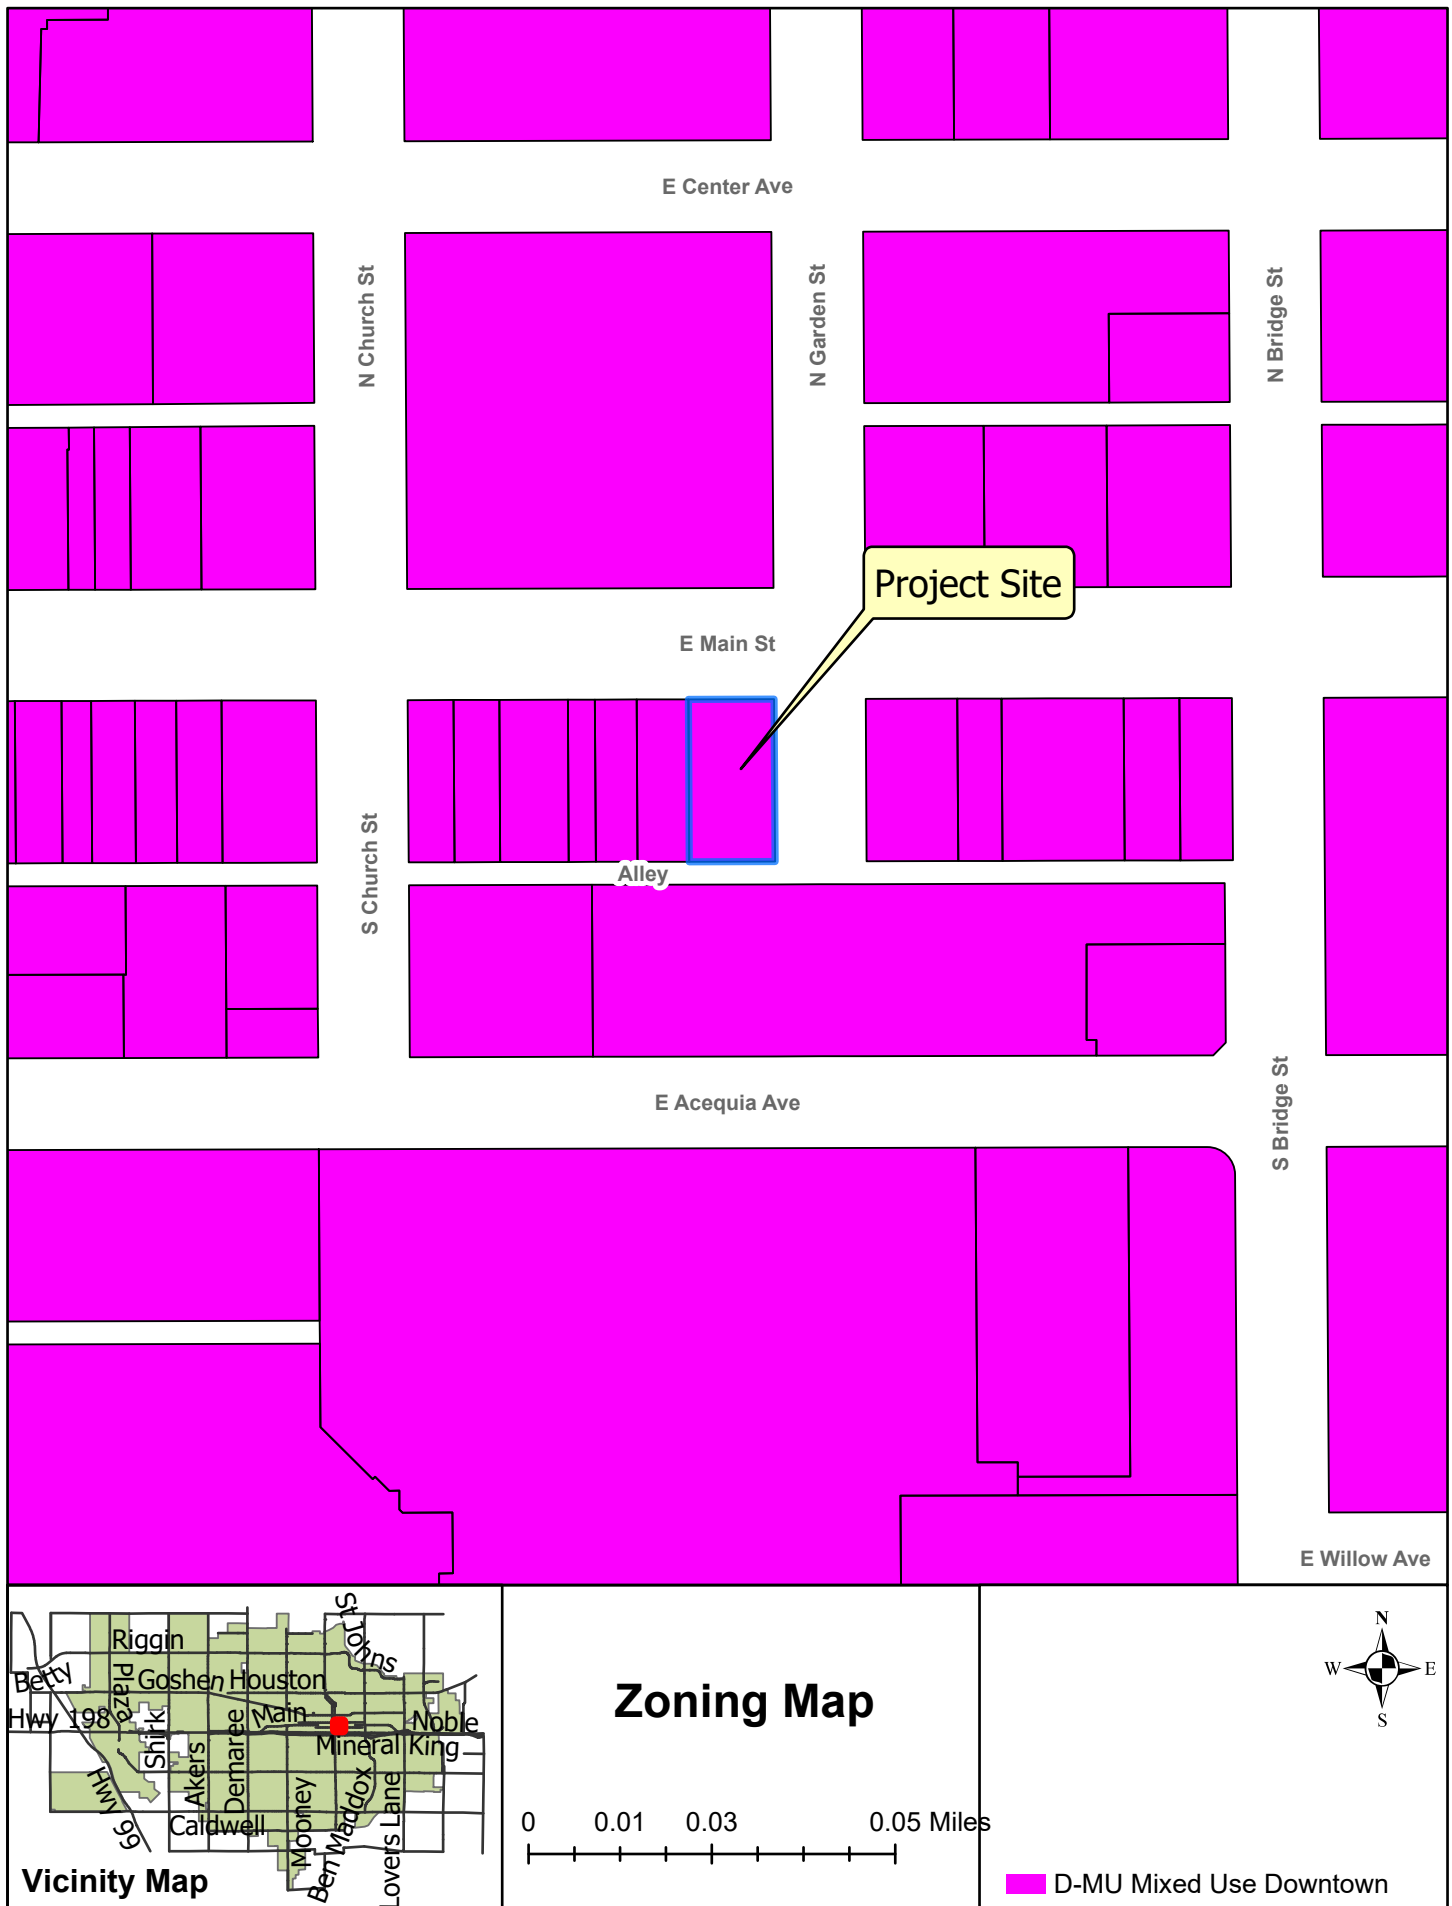 E Center Ave
N Church St
N Garden St
N Bridge St
Project Site
E Main St
S Church St
Alley
E Acequia Ave
S Bridge St
E Willow Ave
St Johns
Riggin
Betty
Plaza
Goshen
Houston
Hwy 198
Shirk
Main
Noble
Akers
Demaree
Mineral King
Hwy 99
Caldwell
Mooney
Ben Maddox
Lovers Lane
Vicinity Map
Zoning Map
0 0.01 0.03 0.05 Miles
N
W E
S
D-MU Mixed Use Downtown